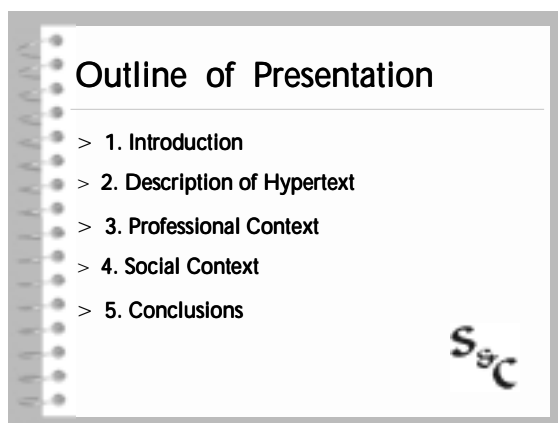 Outline of Presentation
> 1. Introduction
> 2. Description of Hypertext
> 3. Professional Context
> 4. Social Context
> 5. Conclusions
S&C